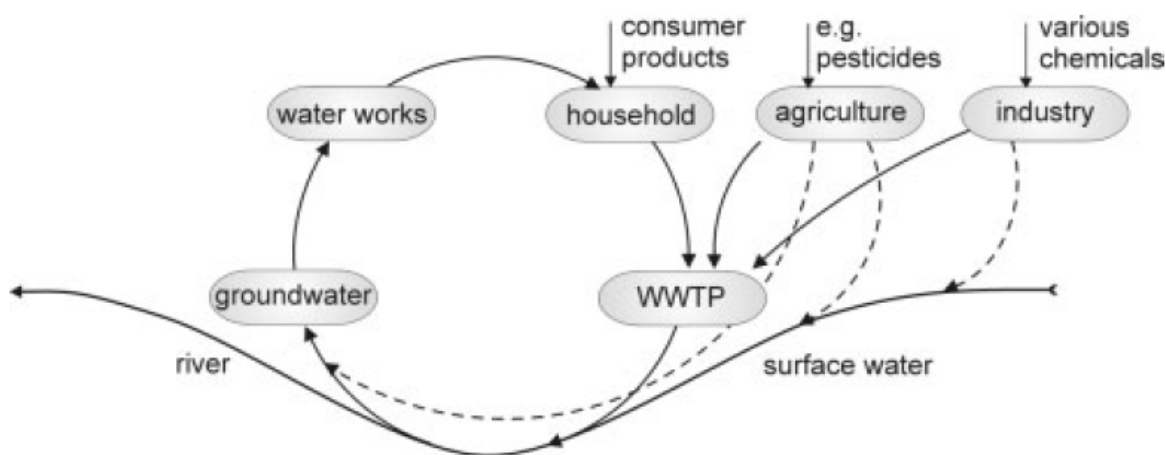 consumer
products
e.g.
pesticides
various
chemicals
water works
household
agriculture
industry
groundwater
WWTP
river
surface water